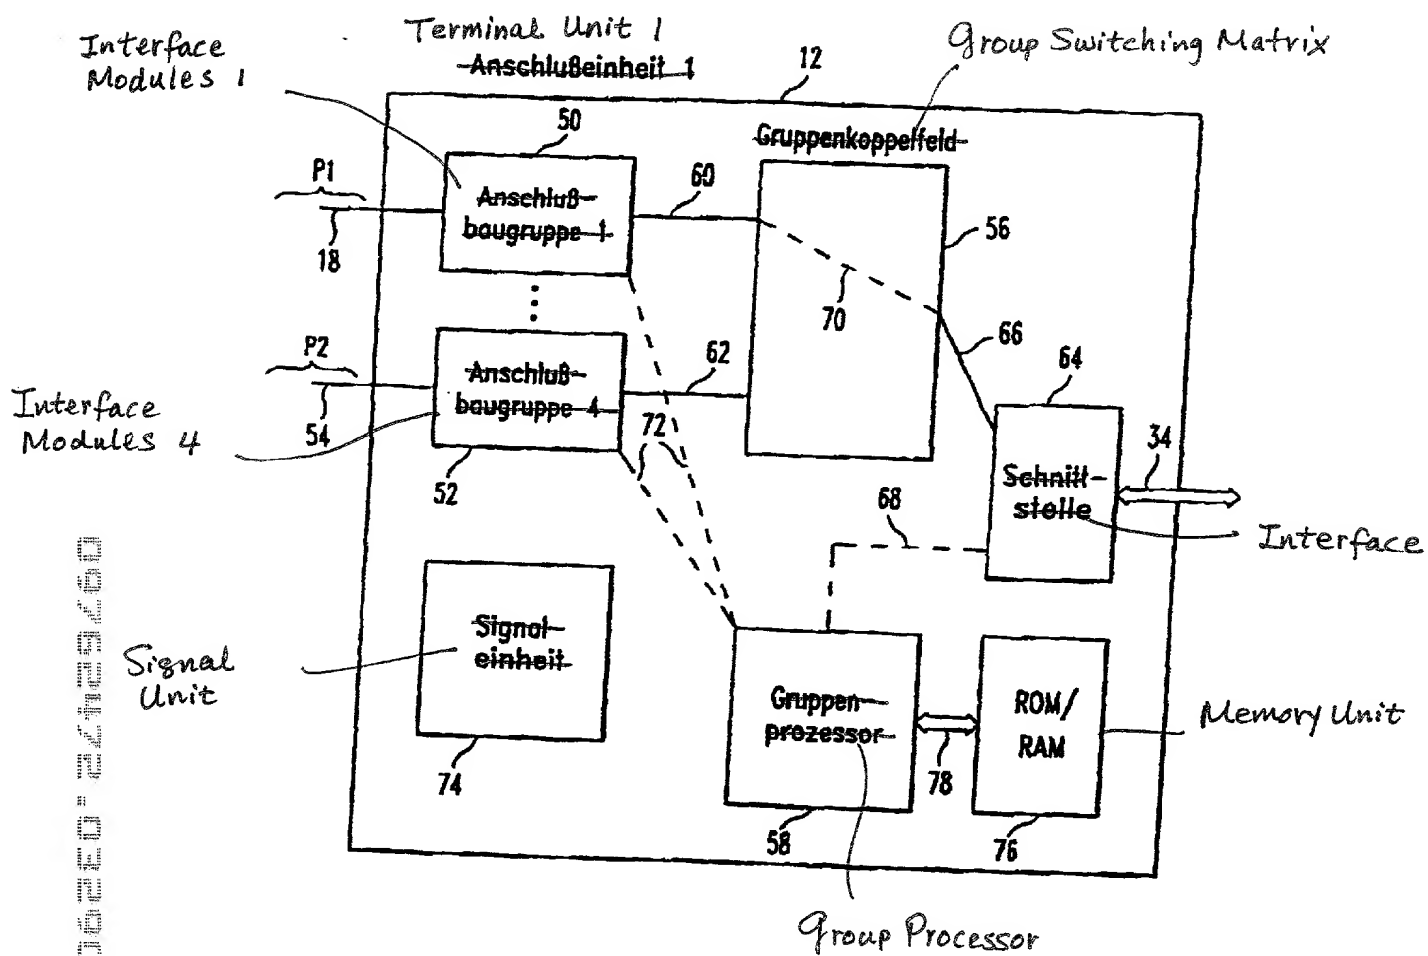 Interface
Modules 1
Terminal Unit 1
Anschlußeinheit 1
Group Switching Matrix
12
50
Gruppenkoppelfeld
P1
18
Anschluß-
baugruppe 1
60
56
70
66
P2
54
Anschluß-
baugruppe 4
62
64
Interface
Modules 4
52
72
34
Schnitt-
stelle
68
Interface
Signal-
einheit
Signal
Unit
74
Gruppen-
prozessor
78
ROM/
RAM
Memory Unit
58
76
Group Processor